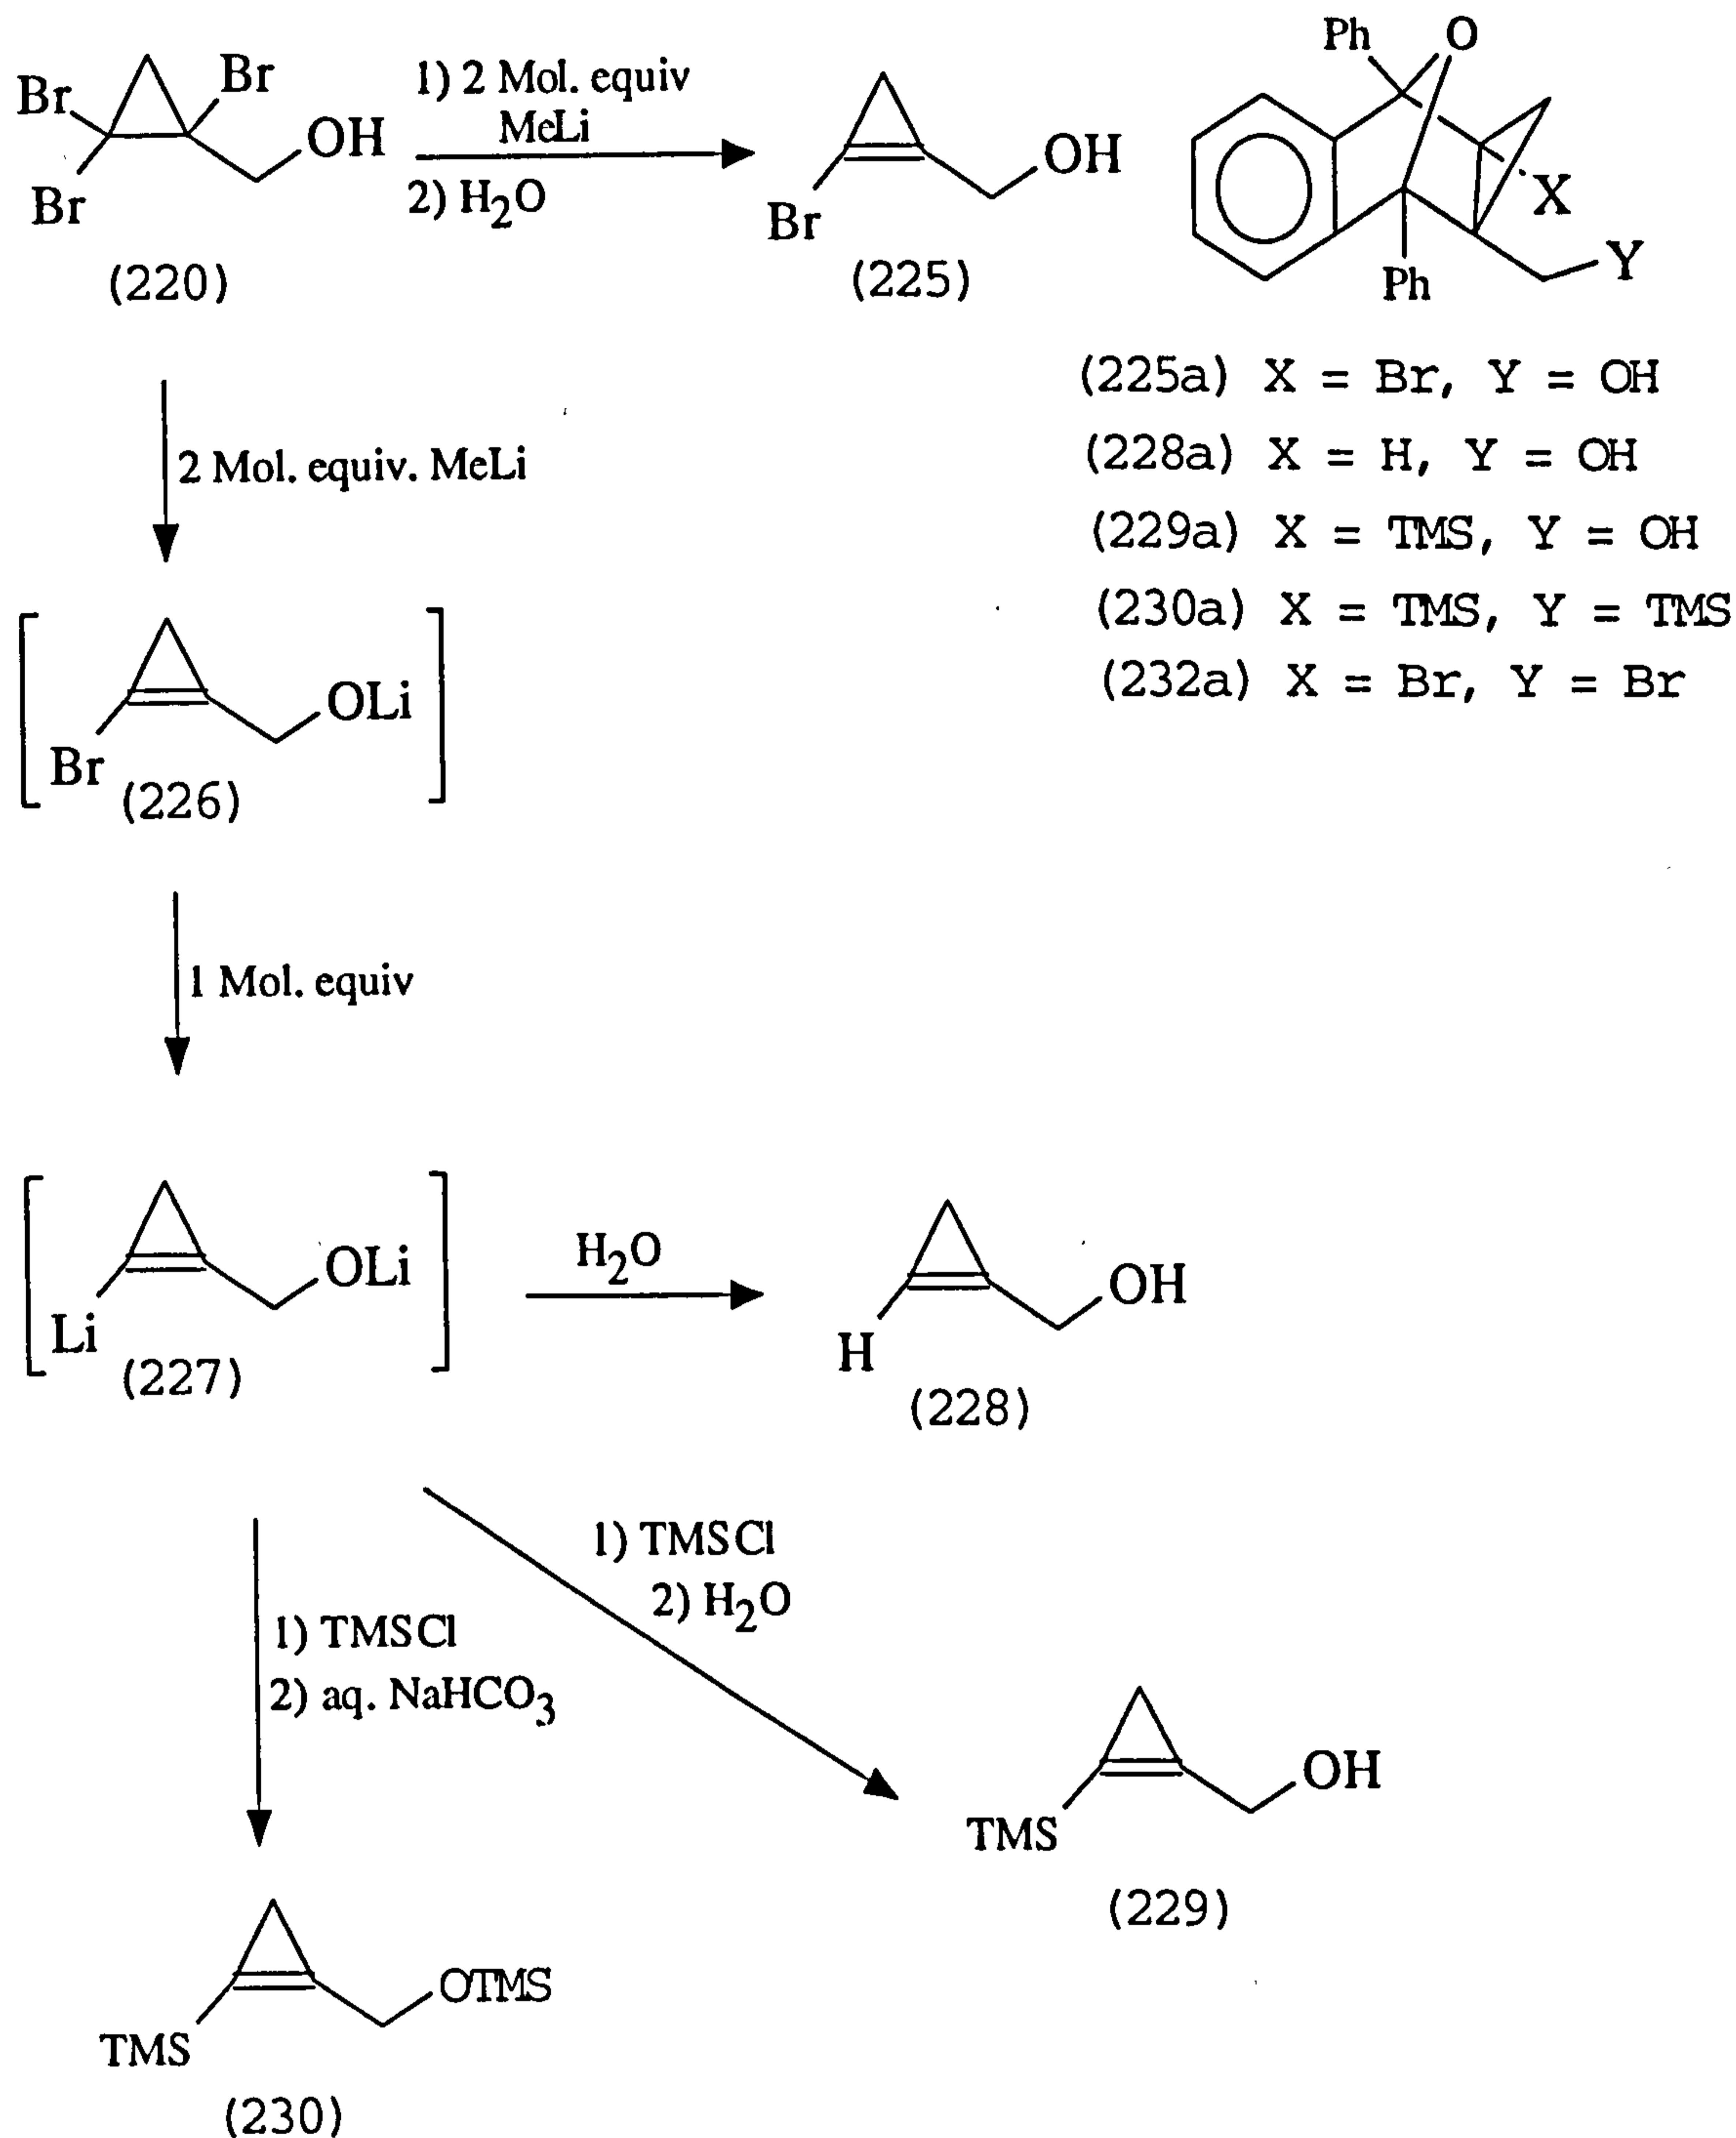 Br
Br
Br
OH
(220)
1) 2 Mol. equiv
MeLi
2) H2O
Br
OH
(225)
Ph
O
X
Y
Ph
(225a) X = Br, Y = OH
(228a) X = H, Y = OH
(229a) X = TMS, Y = OH
(230a) X = TMS, Y = TMS
(232a) X = Br, Y = Br
2 Mol. equiv. MeLi
OLi
Br
(226)
1 Mol. equiv
OLi
Li
(227)
H2O
OH
H
(228)
1) TMSCl
2) H2O
1) TMSCl
2) aq. NaHCO3
OH
TMS
(229)
OTMS
TMS
(230)